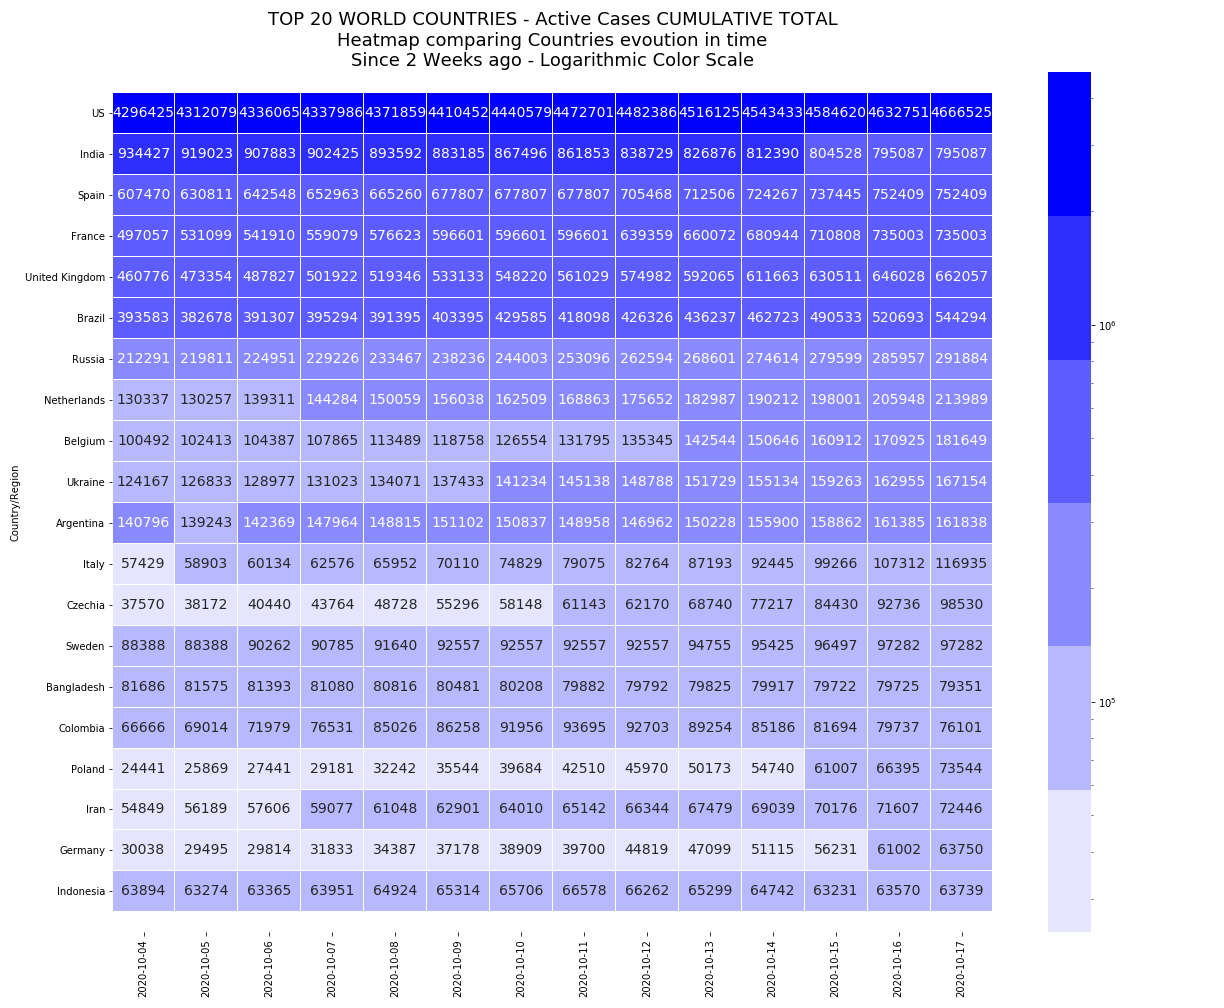 TOP 20 WORLD COUNTRIES - Active Cases CUMULATIVE TOTAL
Heatmap comparing Countries evoution in time
Since 2 Weeks ago - Logarithmic Color Scale
US 4296425 4312079 4336065 4337986 4371859 4410452 4440579 4472701 4482386 4516125 4543433 4584620 4632751 4666525
India 934427 919023 907883 902425 893592 883185 867496 861853 838729 826876 812390 804528 795087 795087
Spain 607470 630811 642548 652963 665260 677807 677807 677807 705468 712506 724267 737445 752409 752409
France 497057 531099 541910 559079 576623 596601 596601 596601 639359 660072 680944 710808 735003 735003
United Kingdom 460776 473354 487827 501922 519346 533133 548220 561029 574982 592065 611663 630511 646028 662057
Brazil 393583 382678 391307 395294 391395 403395 429585 418098 426326 436237 462723 490533 520693 544294
10⁶
Russia 212291 219811 224951 229226 233467 238236 244003 253096 262594 268601 274614 279599 285957 291884
Netherlands 130337 130257 139311 144284 150059 156038 162509 168863 175652 182987 190212 198001 205948 213989
Belgium 100492 102413 104387 107865 113489 118758 126554 131795 135345 142544 150646 160912 170925 181649
Ukraine 124167 126833 128977 131023 134071 137433 141234 145138 148788 151729 155134 159263 162955 167154
Country/Region
Argentina 140796 139243 142369 147964 148815 151102 150837 148958 146962 150228 155900 158862 161385 161838
Italy 57429 58903 60134 62576 65952 70110 74829 79075 82764 87193 92445 99266 107312 116935
Czechia 37570 38172 40440 43764 48728 55296 58148 61143 62170 68740 77217 84430 92736 98530
Sweden 88388 88388 90262 90785 91640 92557 92557 92557 92557 94755 95425 96497 97282 97282
Bangladesh 81686 81575 81393 81080 80816 80481 80208 79882 79792 79825 79917 79722 79725 79351
10⁵
Colombia 66666 69014 71979 76531 85026 86258 91956 93695 92703 89254 85186 81694 79737 76101
Poland 24441 25869 27441 29181 32242 35544 39684 42510 45970 50173 54740 61007 66395 73544
Iran 54849 56189 57606 59077 61048 62901 64010 65142 66344 67479 69039 70176 71607 72446
Germany 30038 29495 29814 31833 34387 37178 38909 39700 44819 47099 51115 56231 61002 63750
Indonesia 63894 63274 63365 63951 64924 65314 65706 66578 66262 65299 64742 63231 63570 63739
2020-10-04 2020-10-05 2020-10-06 2020-10-07 2020-10-08 2020-10-09 2020-10-10 2020-10-11 2020-10-12 2020-10-13 2020-10-14 2020-10-15 2020-10-16 2020-10-17